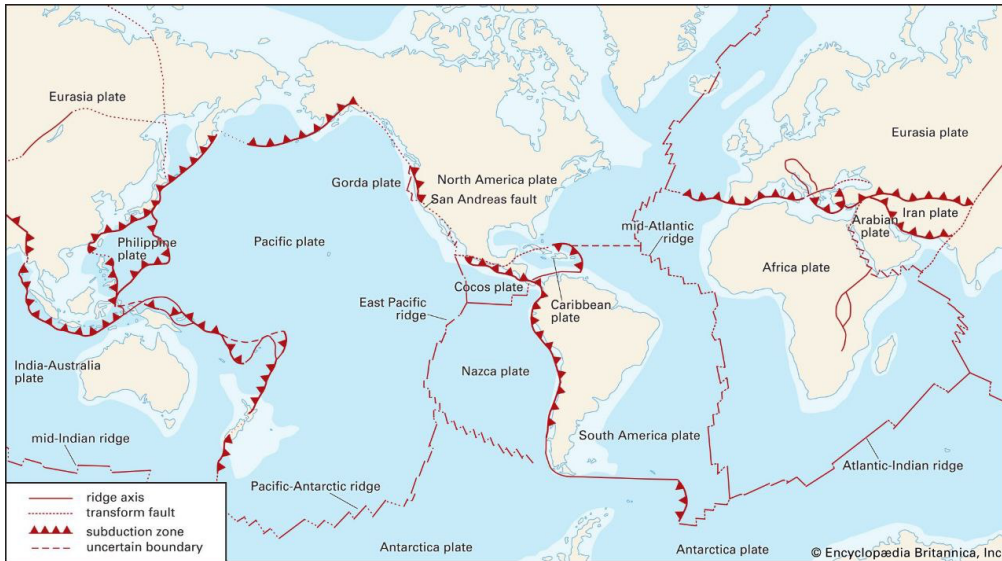 Eurasia plate
Eurasia plate
Gorda plate
North America plate
San Andreas fault
Philippine
plate
Pacific plate
mid-Atlantic
ridge
Arabian
plate
Iran plate
Africa plate
Cocos plate
Caribbean
plate
East Pacific
ridge
India-Australia
plate
Nazca plate
South America plate
mid-Indian ridge
Atlantic-Indian ridge
Pacific-Antarctic ridge
ridge axis
transform fault
subduction zone
uncertain boundary
Antarctica plate
Antarctica plate
© Encyclopædia Britannica, Inc